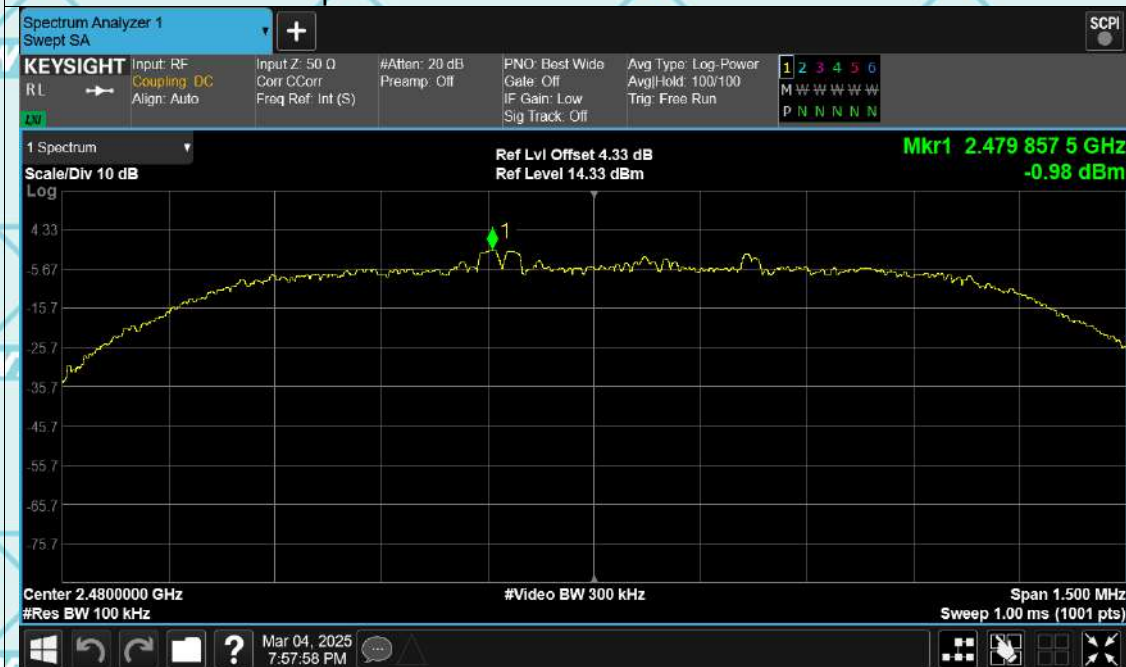 Spectrum Analyzer 1
Swept SA
+
SCPI
KEYSIGHT
RL
LXI
Input: RF
Coupling: DC
Align: Auto
Input Z: 50 Ω
Corr CCorr
Freq Ref: Int (S)
#Atten: 20 dB
Preamp: Off
PNO: Best Wide
Gate: Off
IF Gain: Low
Sig Track: Off
Avg Type: Log-Power
Avg|Hold: 100/100
Trig: Free Run
1 2 3 4 5 6
M W W W W W
P N N N N N
1 Spectrum
Scale/Div 10 dB
Log
Ref Lvl Offset 4.33 dB
Ref Level 14.33 dBm
Mkr1 2.479 857 5 GHz
-0.98 dBm
1
4.33
-5.67
-15.7
-25.7
-35.7
-45.7
-55.7
-65.7
-75.7
Center 2.4800000 GHz
#Res BW 100 kHz
#Video BW 300 kHz
Span 1.500 MHz
Sweep 1.00 ms (1001 pts)
?
Mar 04, 2025
7:57:58 PM